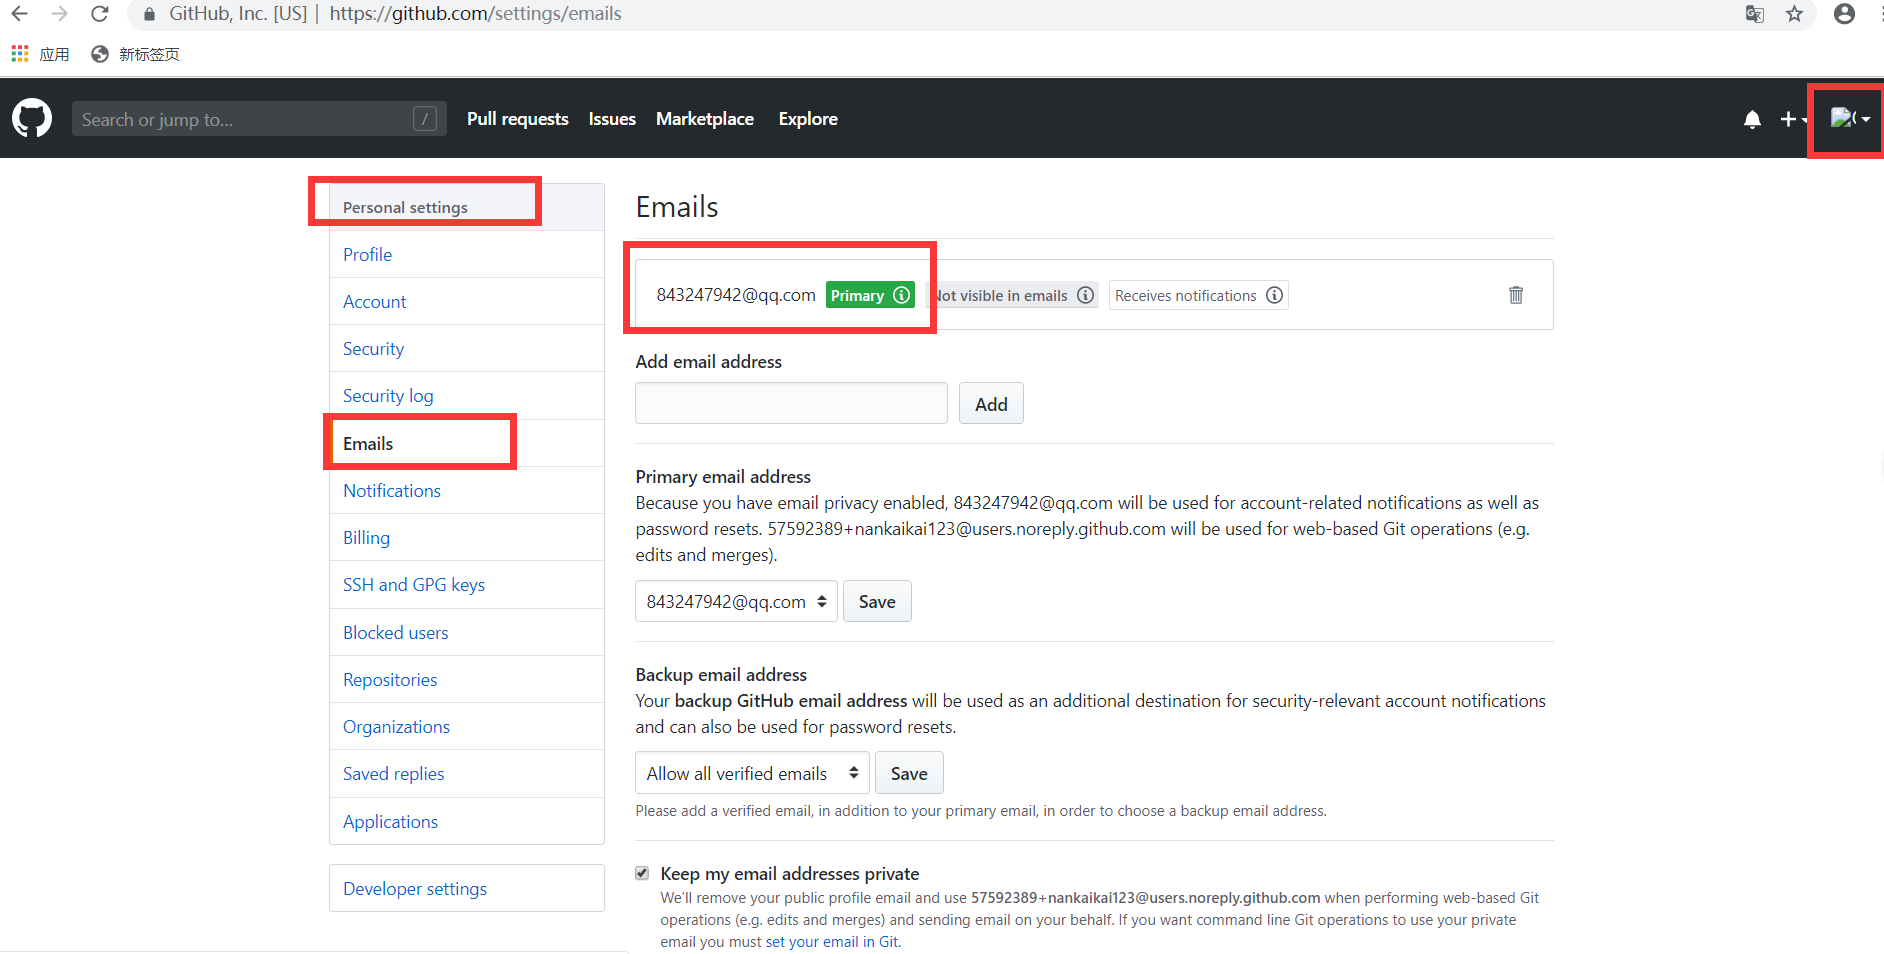 GitHub, Inc. [US] | https://github.com/settings/emails
应用 新标签页
Search or jump to... / Pull requests Issues Marketplace Explore
Personal settings
Profile
Account
Security
Security log
Emails
Notifications
Billing
SSH and GPG keys
Blocked users
Repositories
Organizations
Saved replies
Applications
Developer settings
Emails
843247942@qq.com Primary Not visible in emails Receives notifications
Add email address
Add
Primary email address
Because you have email privacy enabled, 843247942@qq.com will be used for account-related notifications as well as
password resets. 57592389+nankaikai123@users.noreply.github.com will be used for web-based Git operations (e.g.
edits and merges).
843247942@qq.com Save
Backup email address
Your backup GitHub email address will be used as an additional destination for security-relevant account notifications
and can also be used for password resets.
Allow all verified emails Save
Please add a verified email, in addition to your primary email, in order to choose a backup email address.
Keep my email addresses private
We'll remove your public profile email and use 57592389+nankaikai123@users.noreply.github.com when performing web-based Git
operations (e.g. edits and merges) and sending email on your behalf. If you want command line Git operations to use your private
email you must set your email in Git.